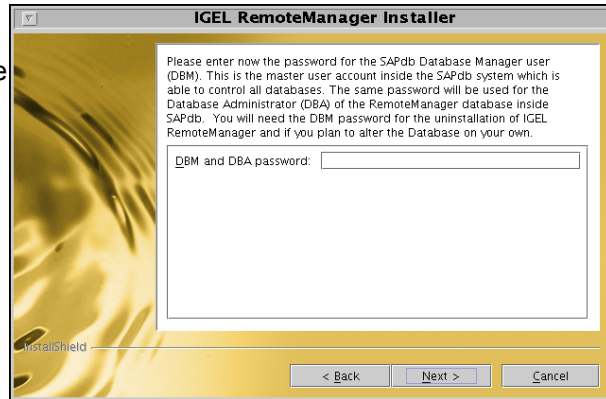 IGEL RemoteManager Installer
e
Please enter now the password for the SAPdb Database Manager user
(DBM). This is the master user account inside the SAPdb system which is
able to control all databases. The same password will be used for the
Database Administrator (DBA) of the RemoteManager database inside
SAPdb. You will need the DBM password for the uninstallation of IGEL
RemoteManager and if you plan to alter the Database on your own.
DBM and DBA password:
InstallShield
< Back Next > Cancel